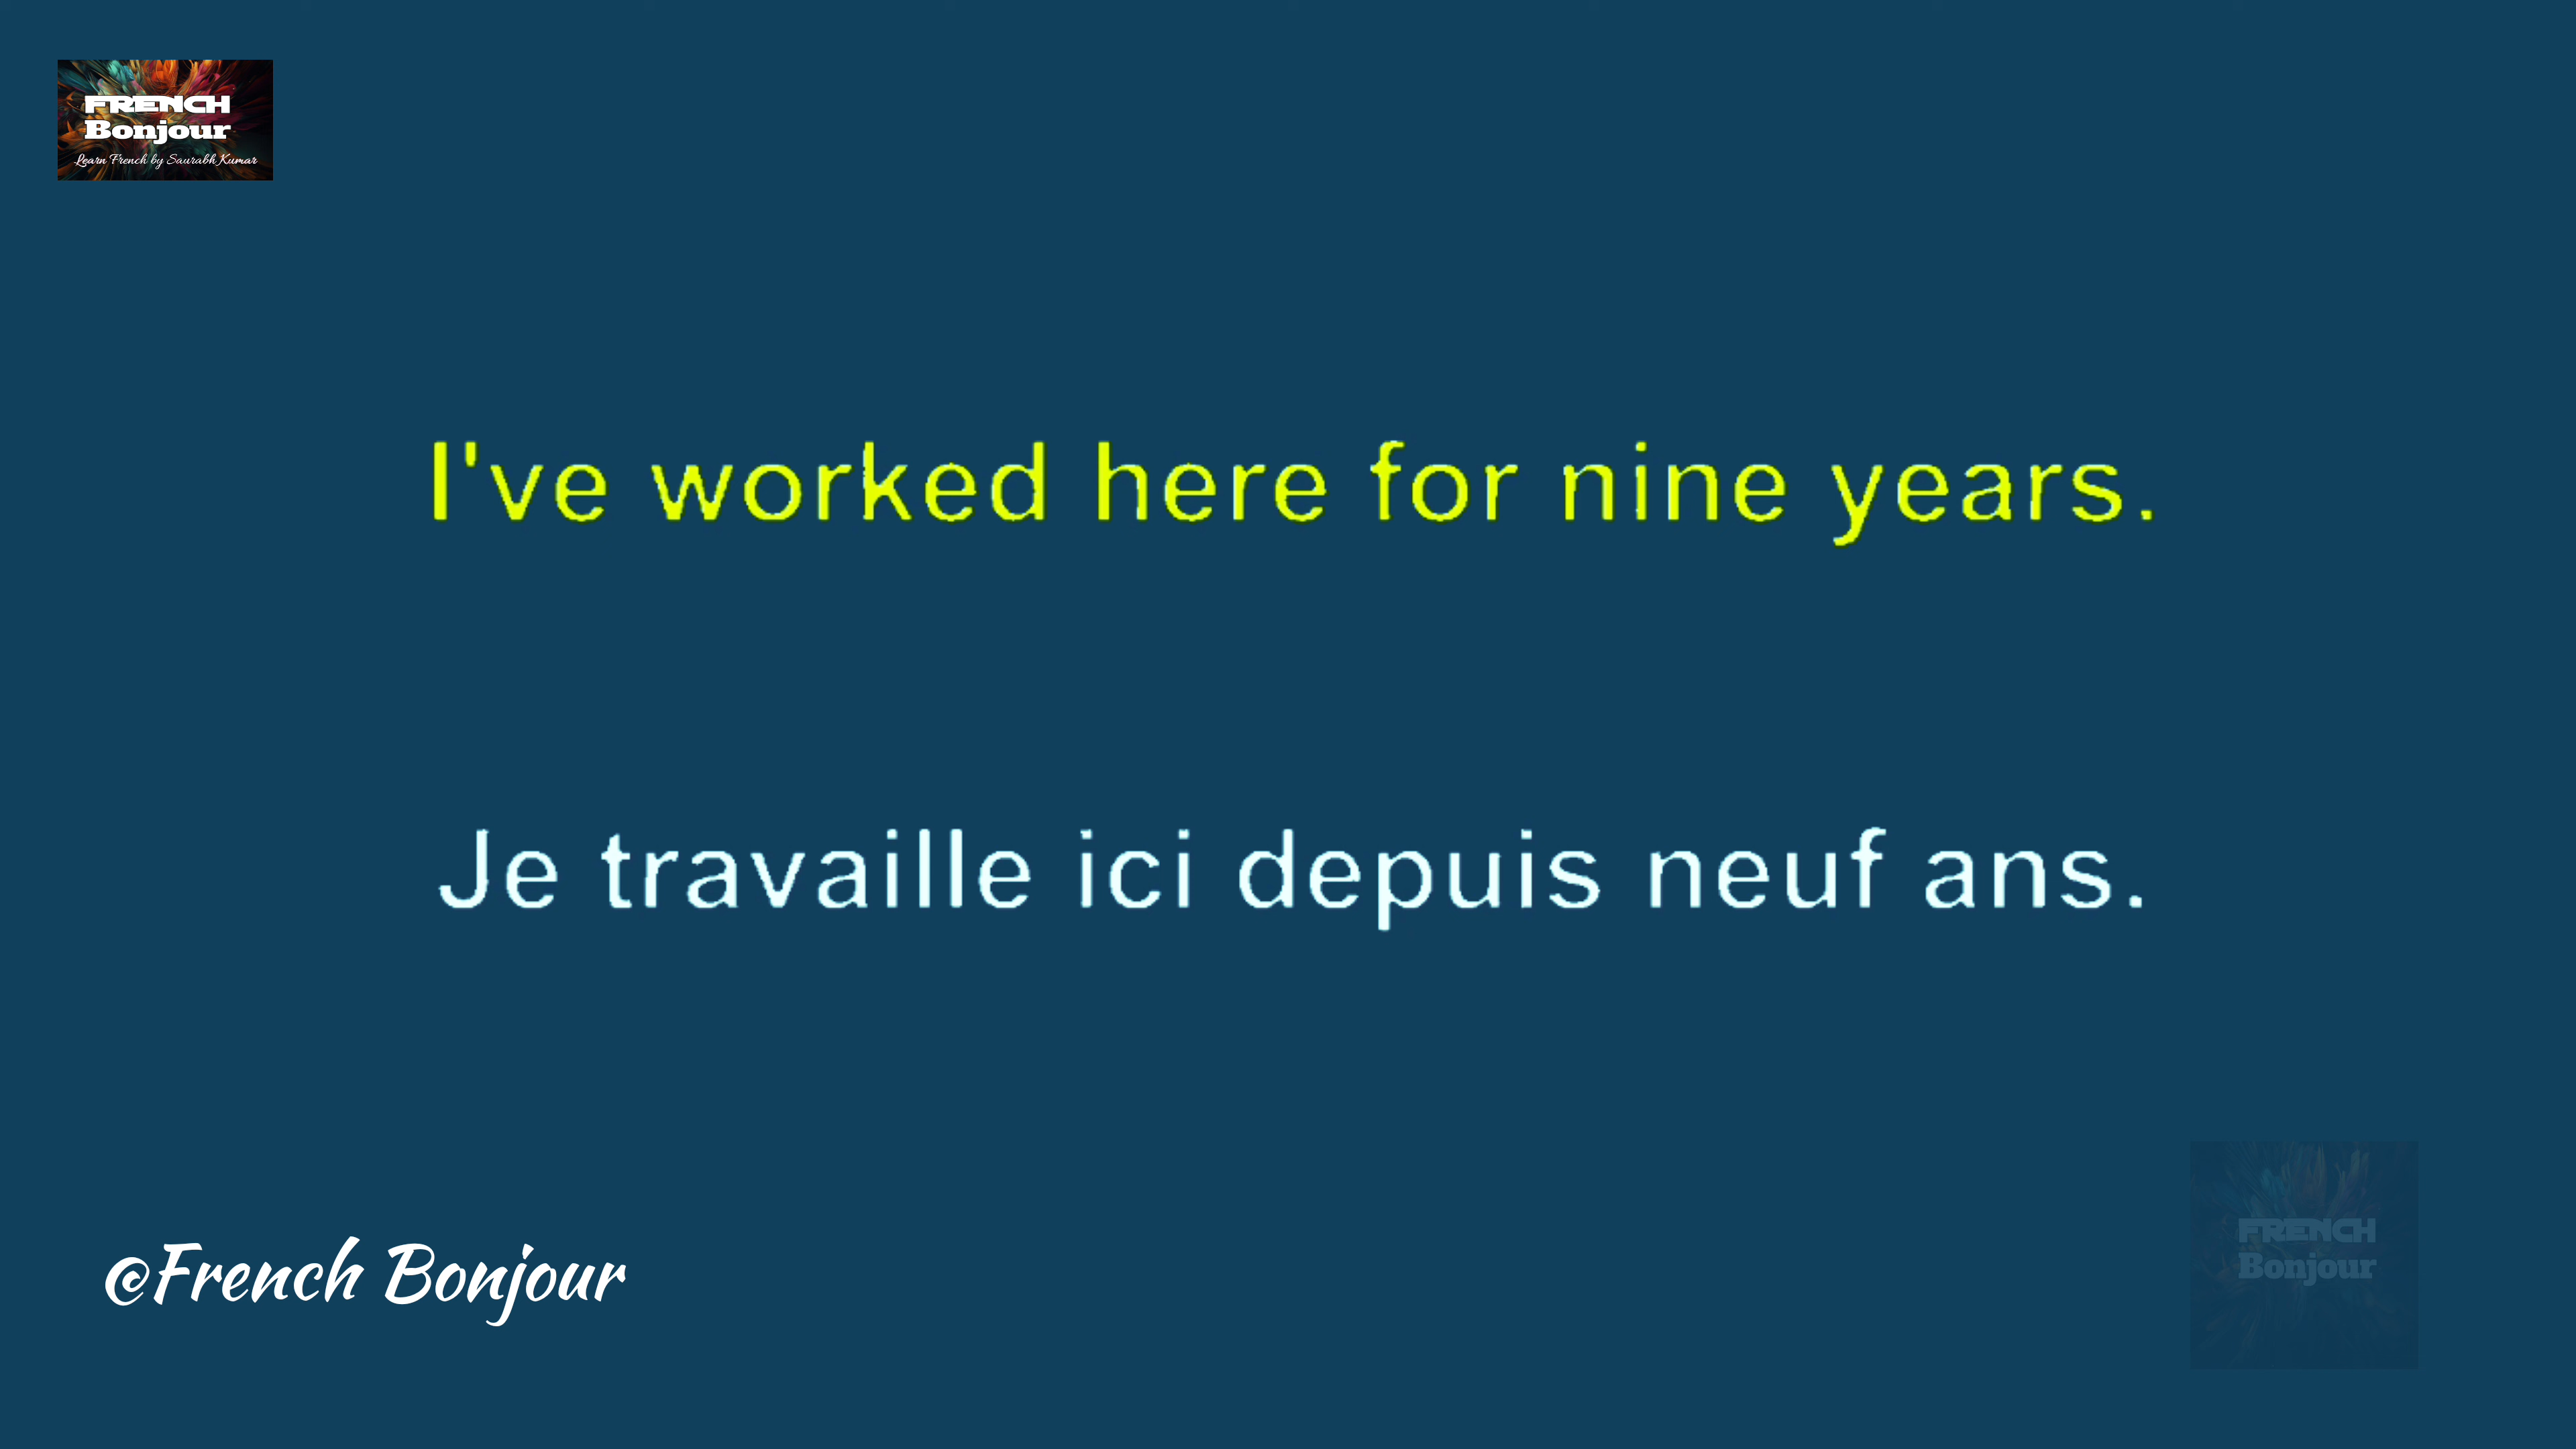 FRENCH
Bonjour
Learn French by Saurabh Kumar
I've worked here for nine years.
Je travaille ici depuis neuf ans.
@French Bonjour
FRENCH
Bonjour